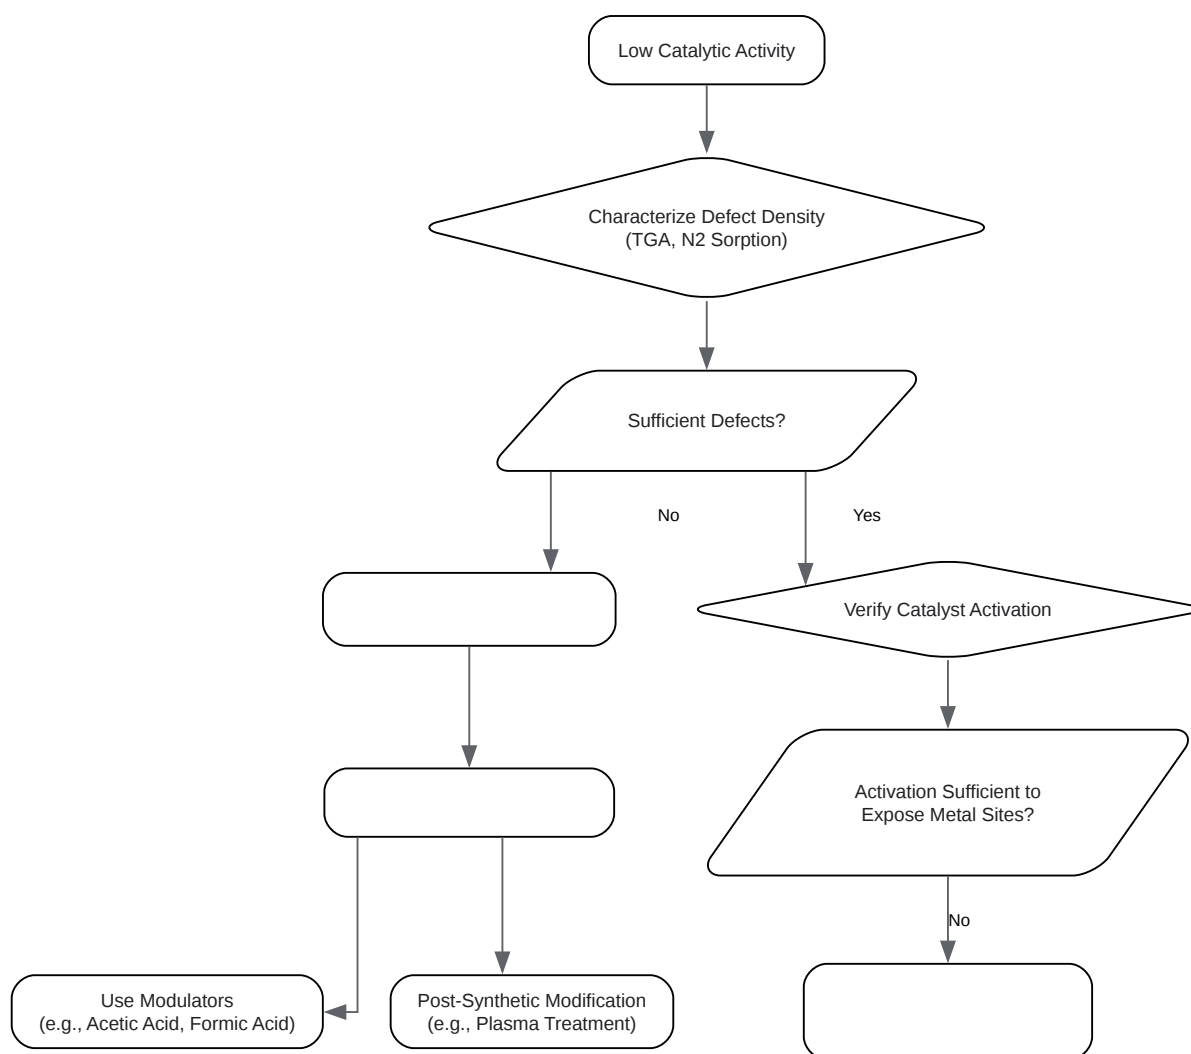 Low Catalytic Activity
Characterize Defect Density
(TGA, N2 Sorption)
Sufficient Defects?
No
Yes
Verify Catalyst Activation
Activation Sufficient to
Expose Metal Sites?
No
Use Modulators
(e.g., Acetic Acid, Formic Acid)
Post-Synthetic Modification
(e.g., Plasma Treatment)